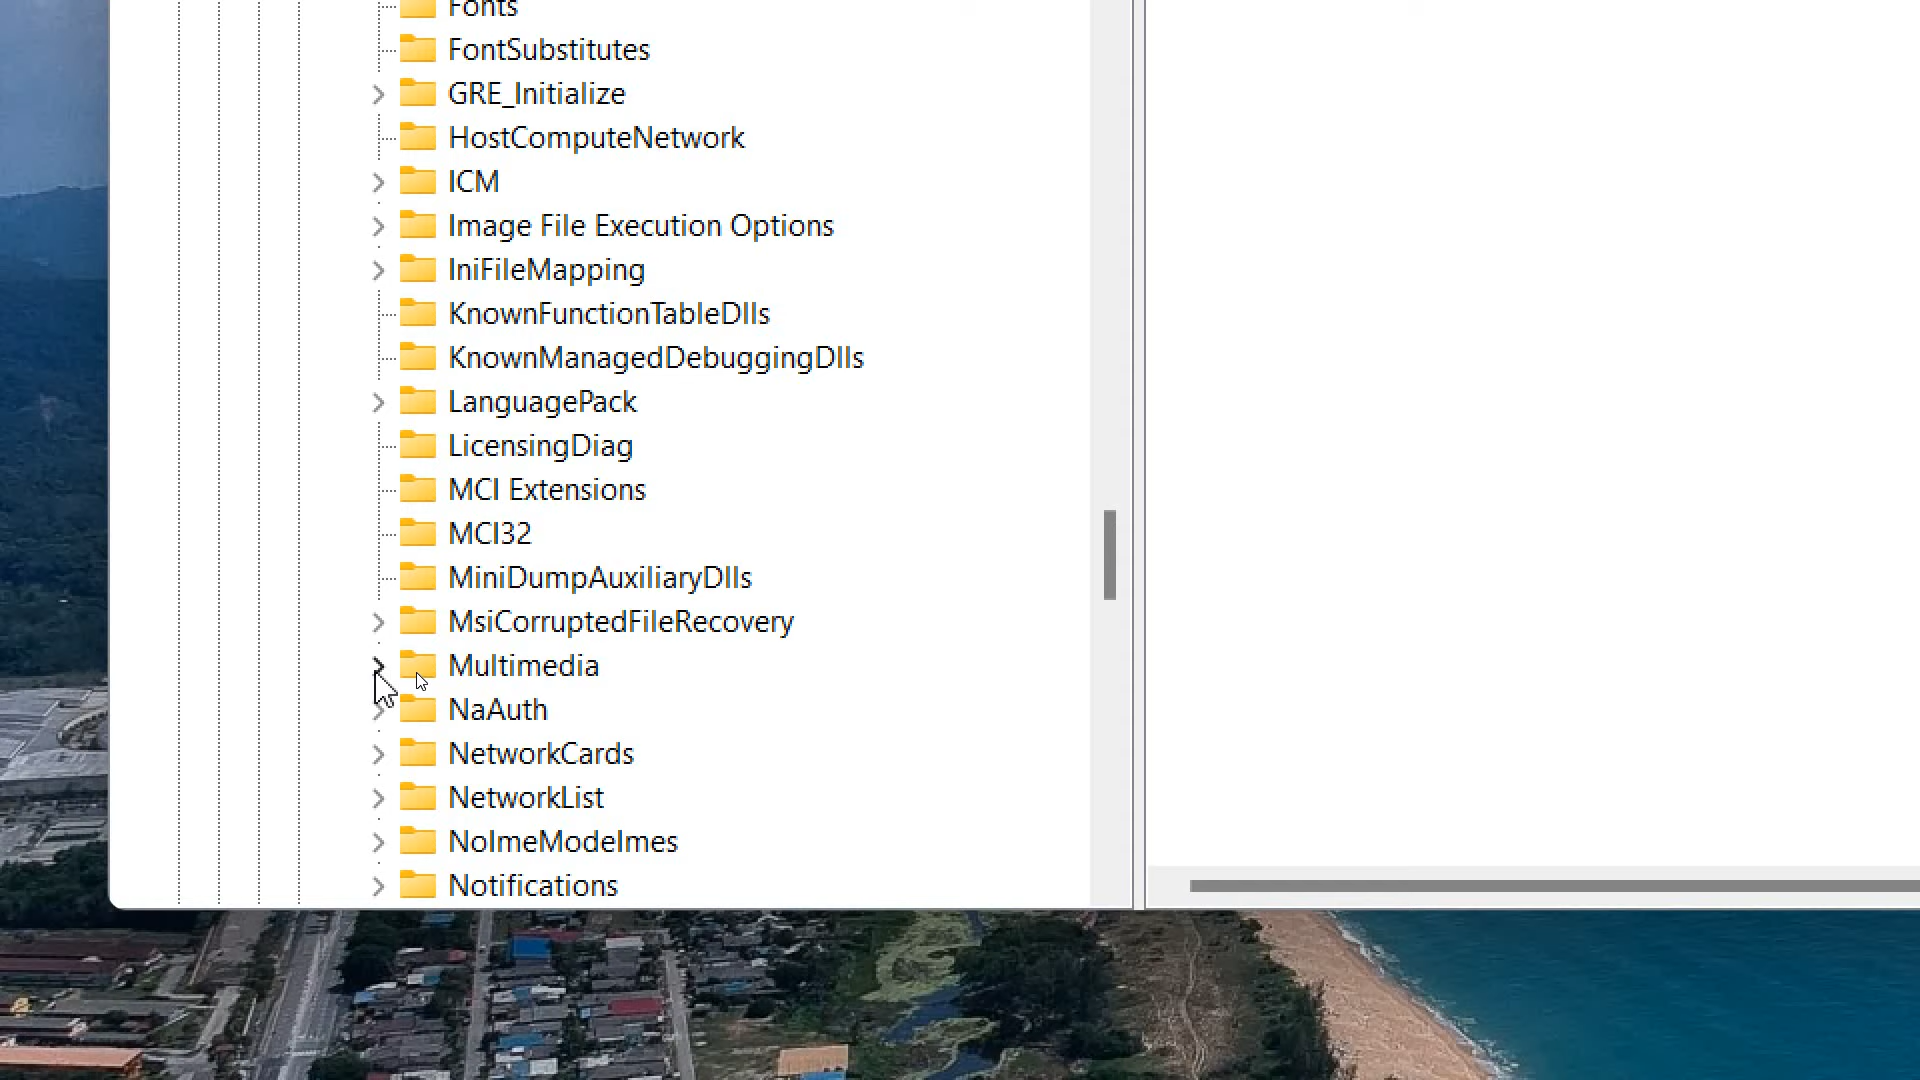 Fonts
FontSubstitutes
GRE_Initialize
HostComputeNetwork
ICM
Image File Execution Options
IniFileMapping
KnownFunctionTableDlls
KnownManagedDebuggingDlls
LanguagePack
LicensingDiag
MCI Extensions
MCI32
MiniDumpAuxiliaryDlls
MsiCorruptedFileRecovery
Multimedia
NaAuth
NetworkCards
NetworkList
NoImeModeImes
Notifications